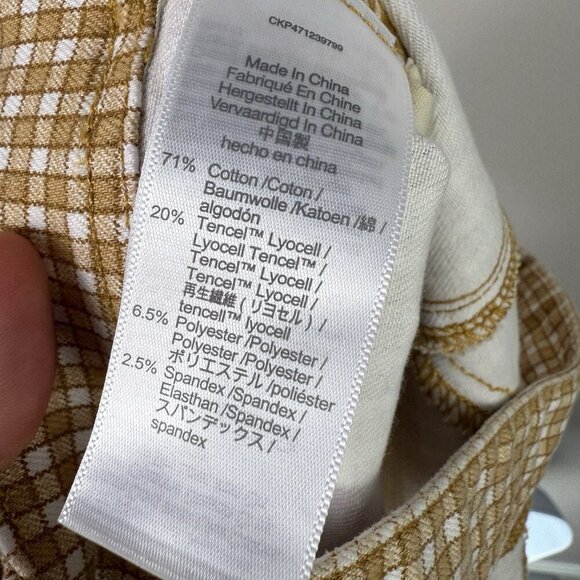 CKP471239799
Made In China
Fabriqué En Chine
Hergestellt In China
Vervaardigd In China
中国製
hecho en china
71% Cotton /Coton /
Baumwolle /Katoen /綿 /
algodón
20% Tencel™ Lyocell /
Lyocell Tencel™ /
Tencel™ Lyocell /
Tencel™ Lyocell /
再生繊維 (リヨセル) /
tencel™ lyocell
6.5% Polyester /Polyester /
Polyester /Polyester /
ポリエステル /poliéster
2.5% Spandex /Spandex /
Elasthan /Spandex /
スパンデックス /
spandex